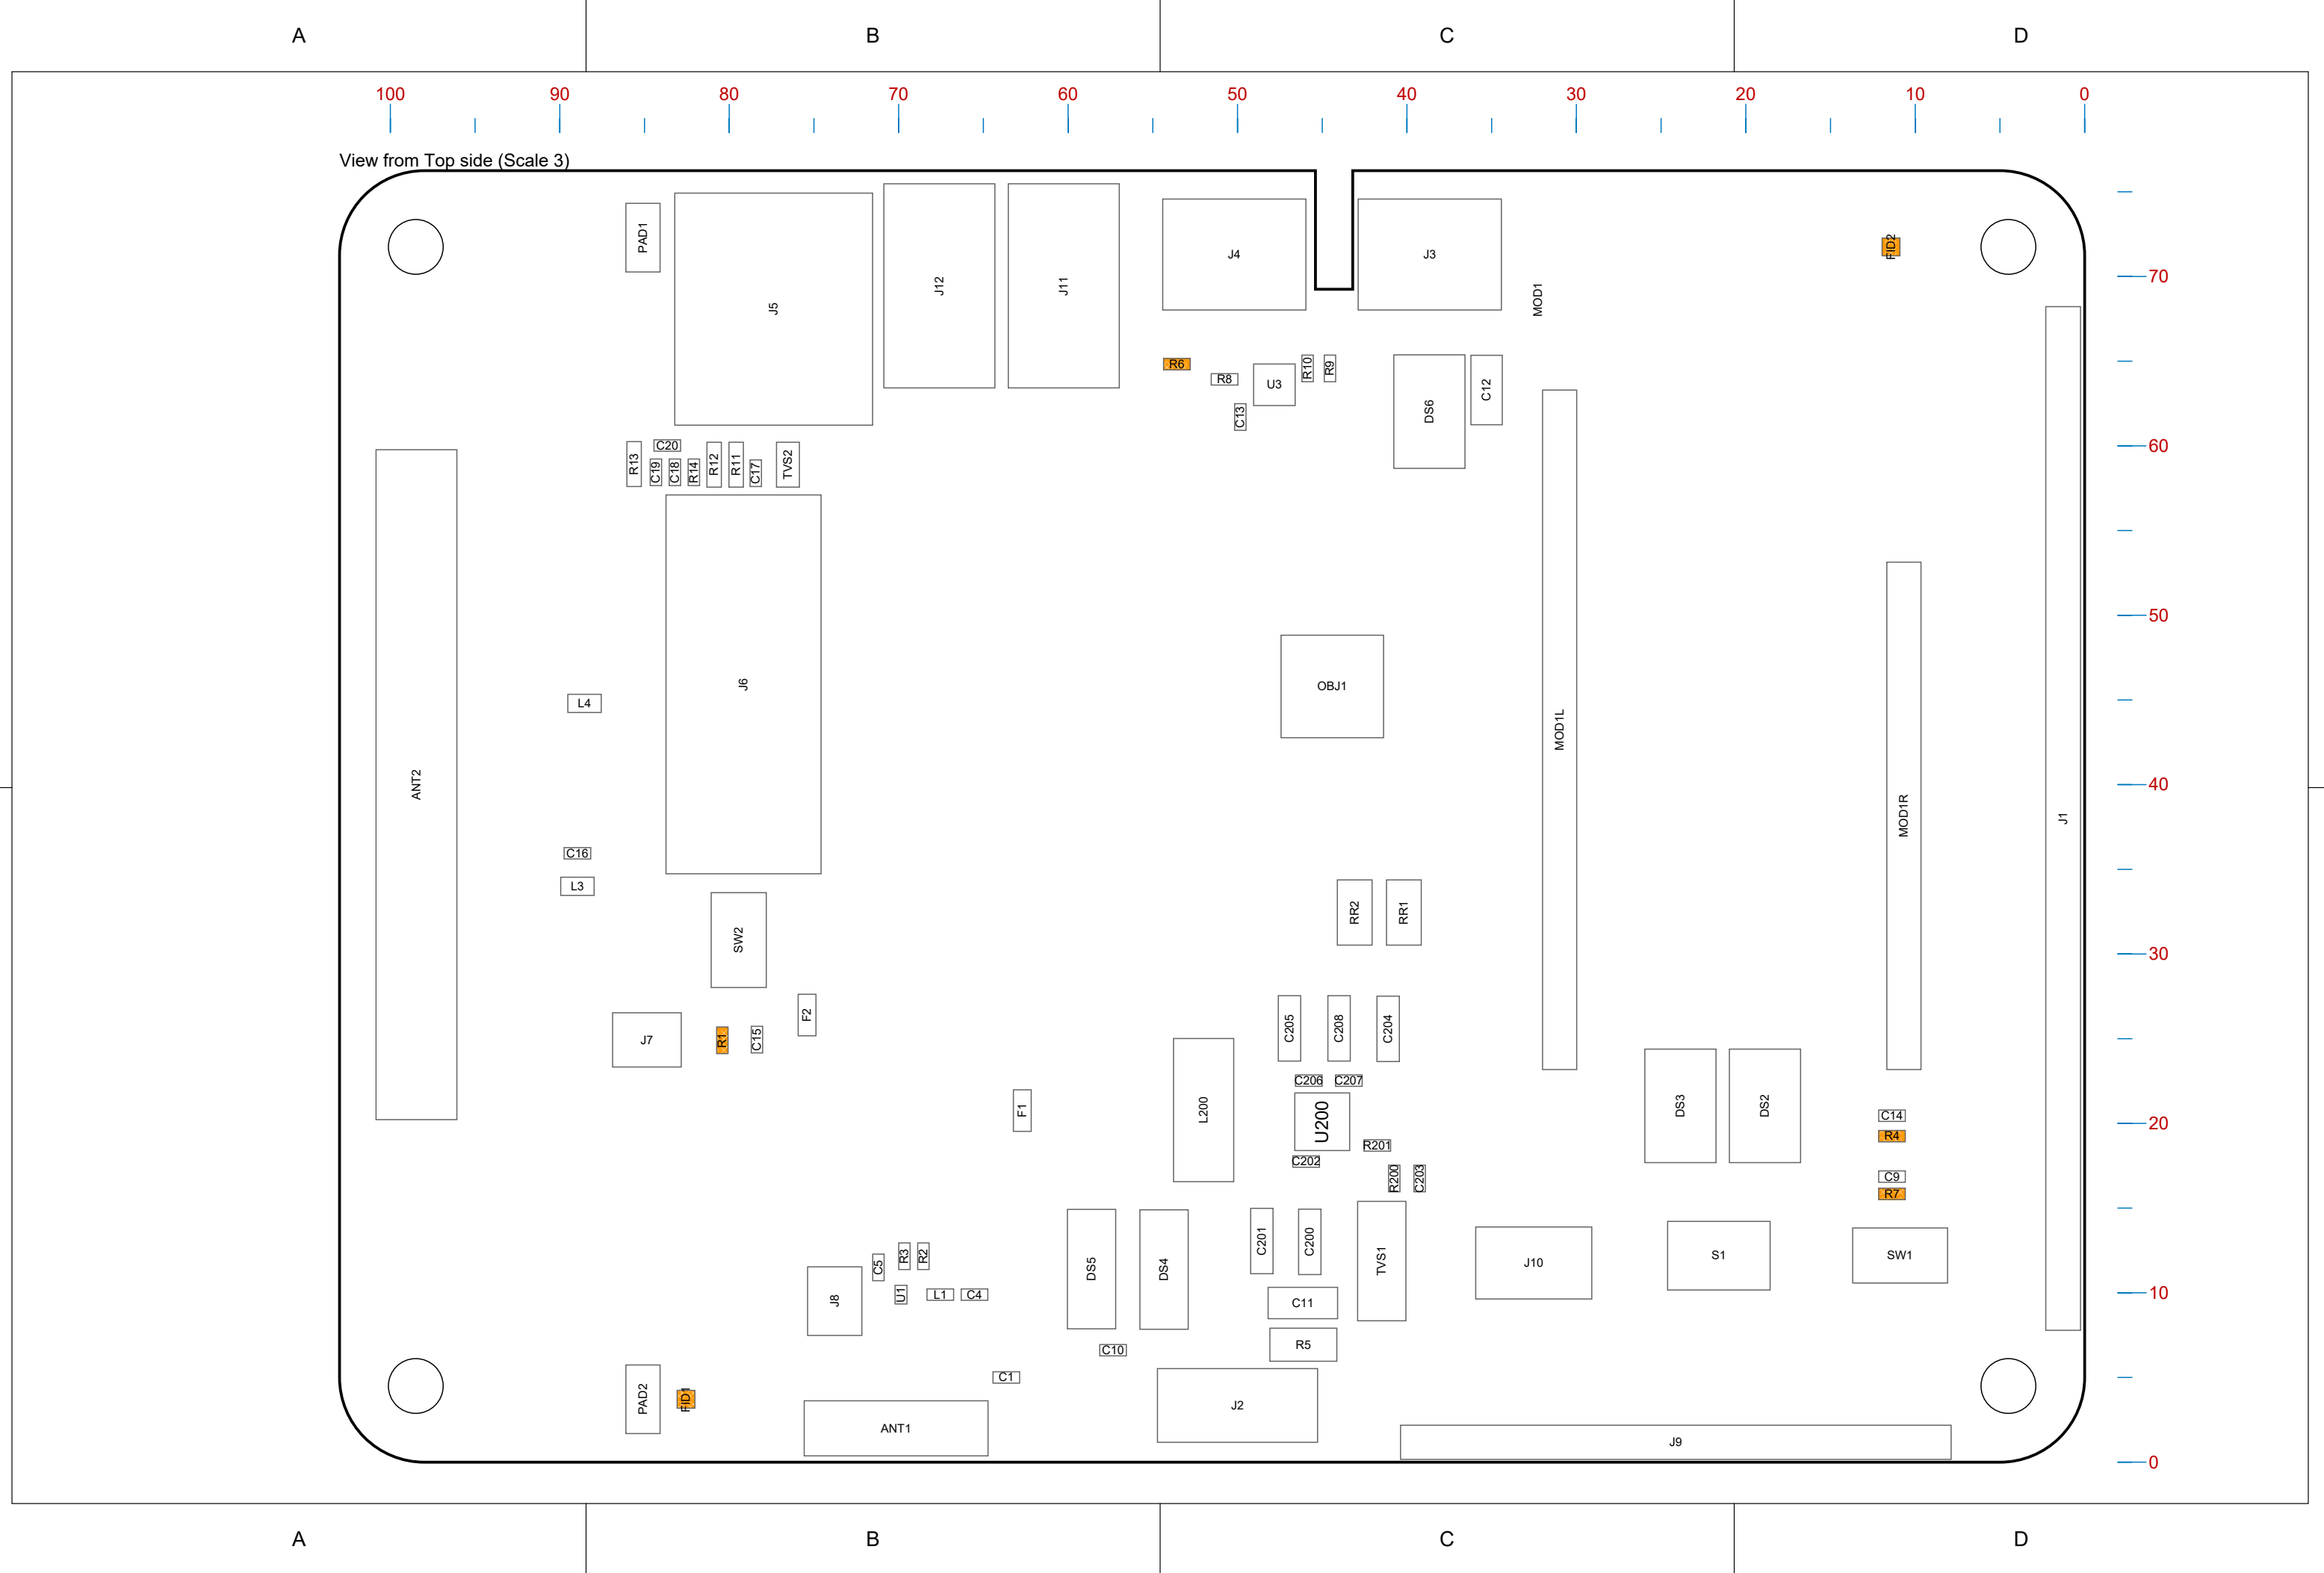 A B C D
100 90 80 70 60 50 40 30 20 10 0
View from Top side (Scale 3)
PAD1
J5
J12
J11
J4
J3
MOD1
FID2
70
R6
R8
U3
R10
R9
DS6
C12
C13
60
R13
C20
C19
C18
R14
R12
R11
C17
TVS2
50
J6
OBJ1
L4
MOD1L
ANT2
40
MOD1R
J1
C16
L3
RR2
RR1
SW2
30
F2
J7
R1
C15
C205
C208
C204
C206
C207
L200
U200
F1
DS3
DS2
C14
20
R4
R201
C202
R200
C203
C9
R7
C201
C200
TVS1
S1
SW1
J10
R3
R2
C5
DS5
DS4
J8
U1
L1
C4
C11
10
R5
C10
C1
PAD2
FID1
J2
ANT1
J9
0
A B C D